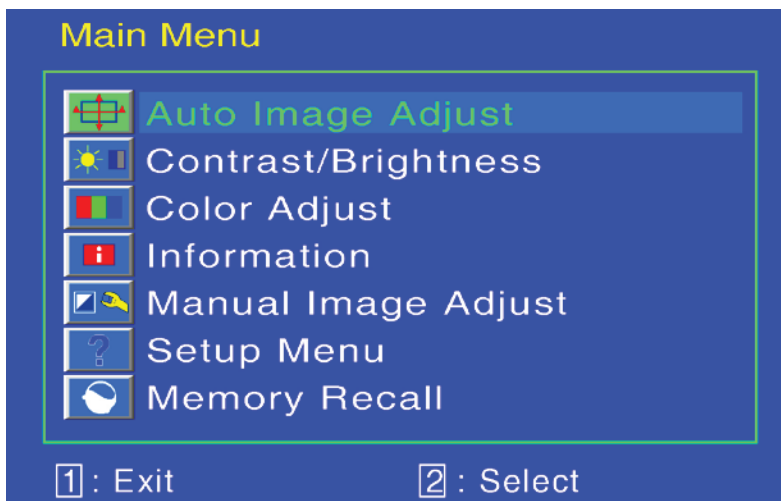 Main Menu
Auto Image Adjust
Contrast/Brightness
Color Adjust
i Information
Manual Image Adjust
? Setup Menu
Memory Recall
1 : Exit 2 : Select